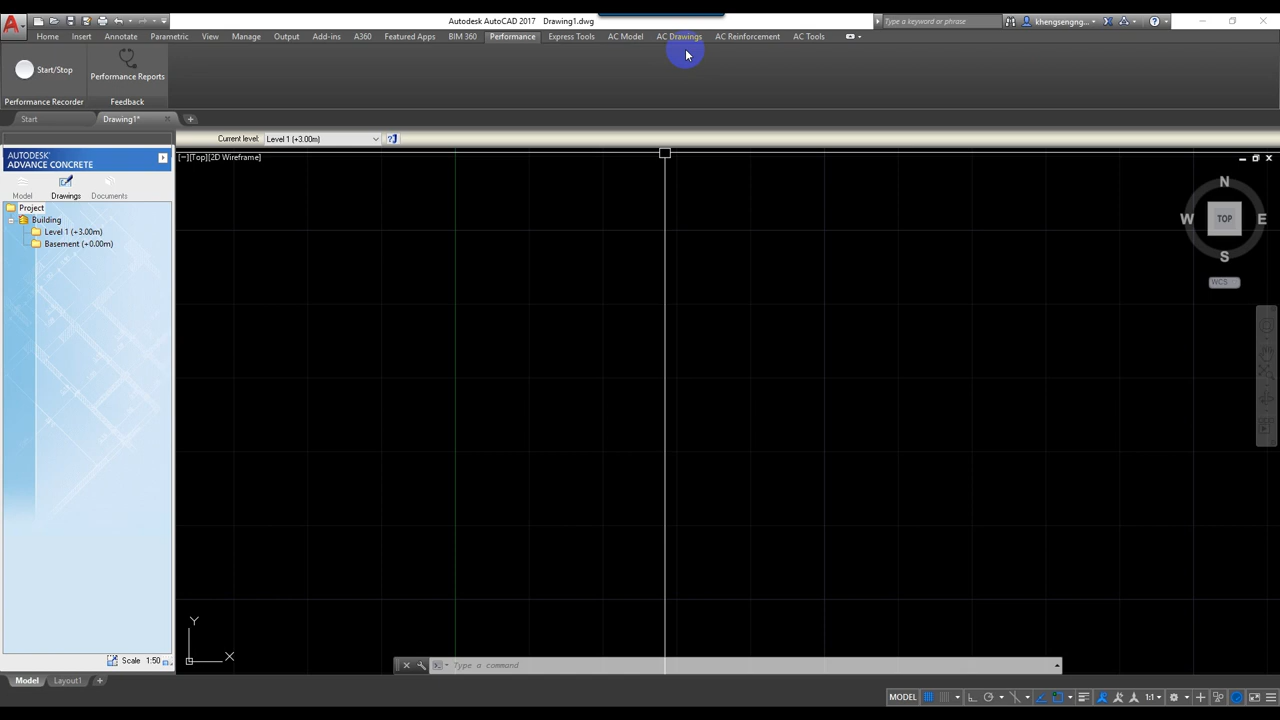 Autodesk AutoCAD 2017 Drawing1.dwg
Type a keyword or phrase
khengsengng...
Home Insert Annotate Parametric View Manage Output Add-ins A360 Featured Apps BIM 360 Performance Express Tools AC Model AC Drawings AC Reinforcement AC Tools
Start/Stop
Performance Reports
Performance Recorder Feedback
Start Drawing1*
Current level: Level 1 (+3.00m)
AUTODESK'
ADVANCE CONCRETE
[−][Top][2D Wireframe]
Model Drawings Documents
Project
Building
Level 1 (+3.00m)
Basement (+0.00m)
N
W TOP E
S
WCS
Y
X
Scale 1:50
Type a command
Model Layout1 +
MODEL 1:1